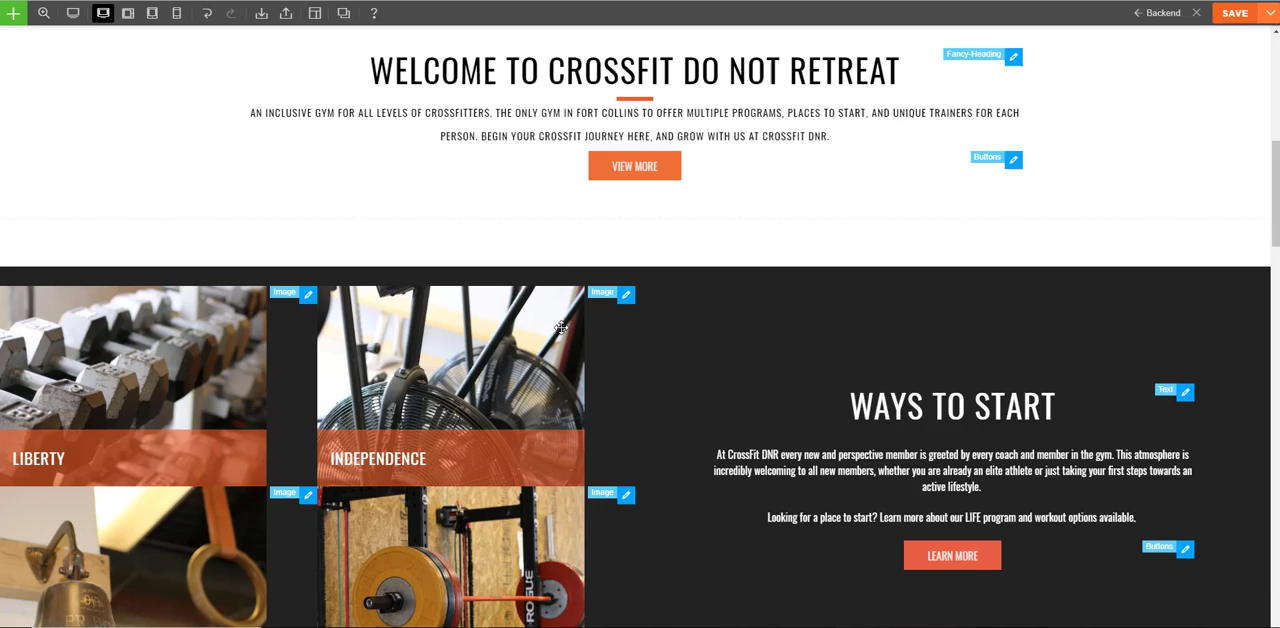 Backend
SAVE
WELCOME TO CROSSFIT DO NOT RETREAT
Fancy-Heading
AN INCLUSIVE GYM FOR ALL LEVELS OF CROSSFITTERS. THE ONLY GYM IN FORT COLLINS TO OFFER MULTIPLE PROGRAMS, PLACES TO START, AND UNIQUE TRAINERS FOR EACH
PERSON. BEGIN YOUR CROSSFIT JOURNEY HERE, AND GROW WITH US AT CROSSFIT DNR.
Buttons
VIEW MORE
Image
Image
LIBERTY
INDEPENDENCE
Image
Image
ROGUE
Text
WAYS TO START
At CrossFit DNR every new and perspective member is greeted by every coach and member in the gym. This atmosphere is
incredibly welcoming to all new members, whether you are already an elite athlete or just taking your first steps towards an
active lifestyle.
Looking for a place to start? Learn more about our LIFE program and workout options available.
Buttons
LEARN MORE